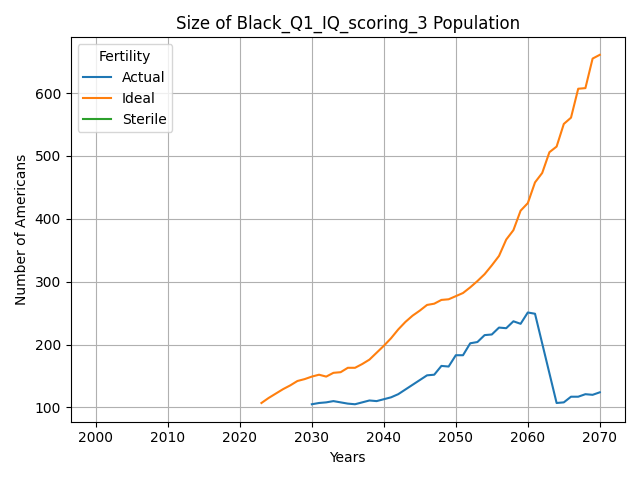 Size of Black_Q1_IQ_scoring_3 Population
Fertility
Actual
Ideal
Sterile
Number of Americans
600
500
400
300
200
100
2000 2010 2020 2030 2040 2050 2060 2070
Years